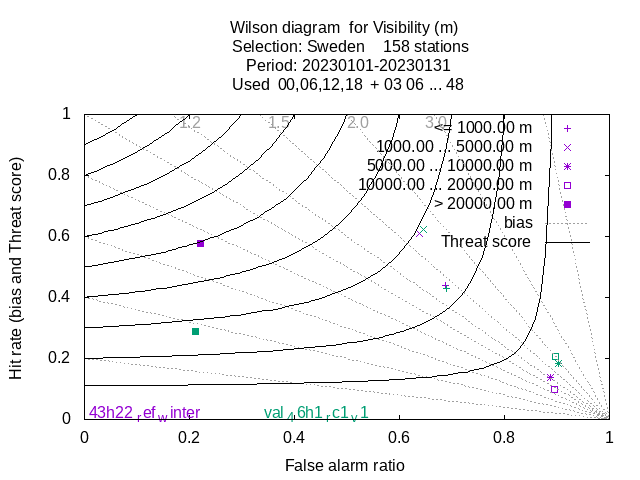 Wilson diagram  for Visibility (m)
Selection: Sweden    158 stations
Period: 20230101-20230131
Used  00,06,12,18  + 03 06 ... 48
1.2 1.5 2.0 3.0
<= 1000.00 m
1000.00 ... 5000.00 m
5000.00 ... 10000.00 m
10000.00 ... 20000.00 m
> 20000.00 m
bias
Threat score
1
0.8
0.6
0.4
0.2
0
Hit rate (bias and Threat score)
43h22_ref_winter val_46h1_rc1_v1
0 0.2 0.4 0.6 0.8 1
False alarm ratio